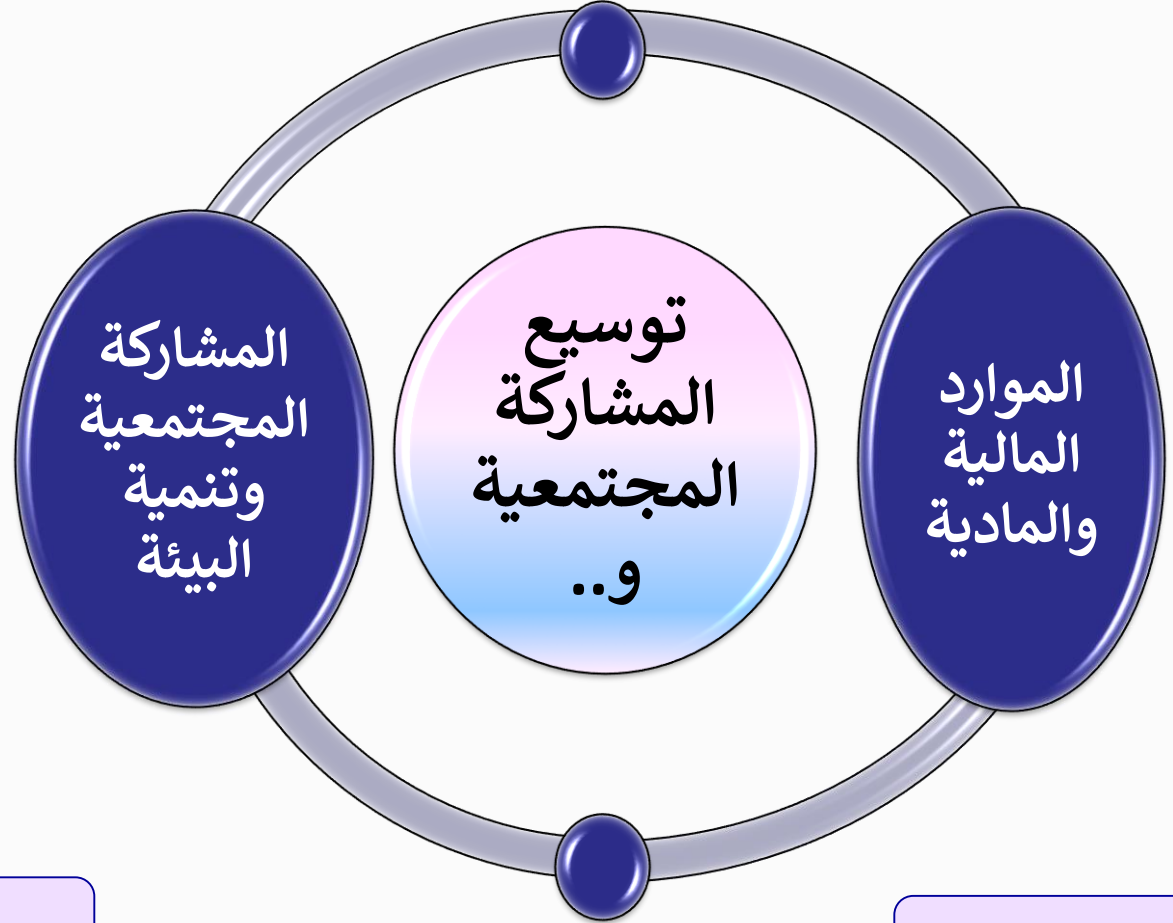 الموارد
المالية
والمادية
توسيع
المشاركة
المجتمعية
و..
المشاركة
المجتمعية
وتنمية
البيئة